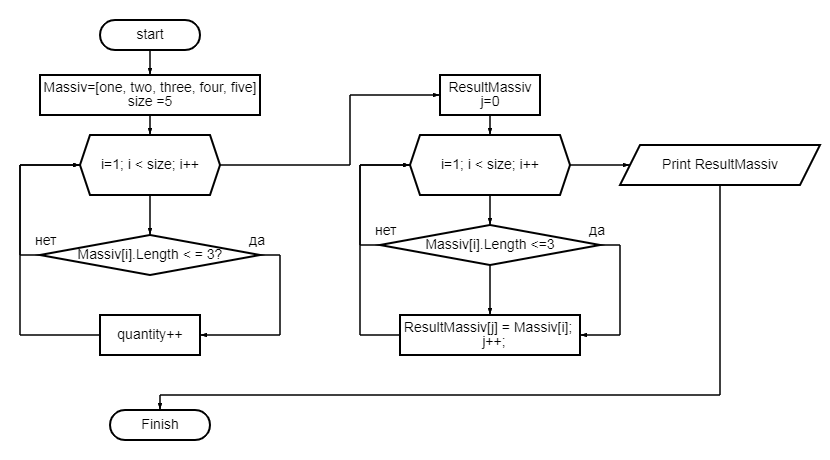 start
Massiv=[one, two, three, four, five]
size =5
i=1; i < size; i++
нет
да
Massiv[i].Length < = 3?
quantity++
ResultMassiv
j=0
i=1; i < size; i++
нет
да
Massiv[i].Length <=3
ResultMassiv[j] = Massiv[i];
j++;
Print ResultMassiv
Finish